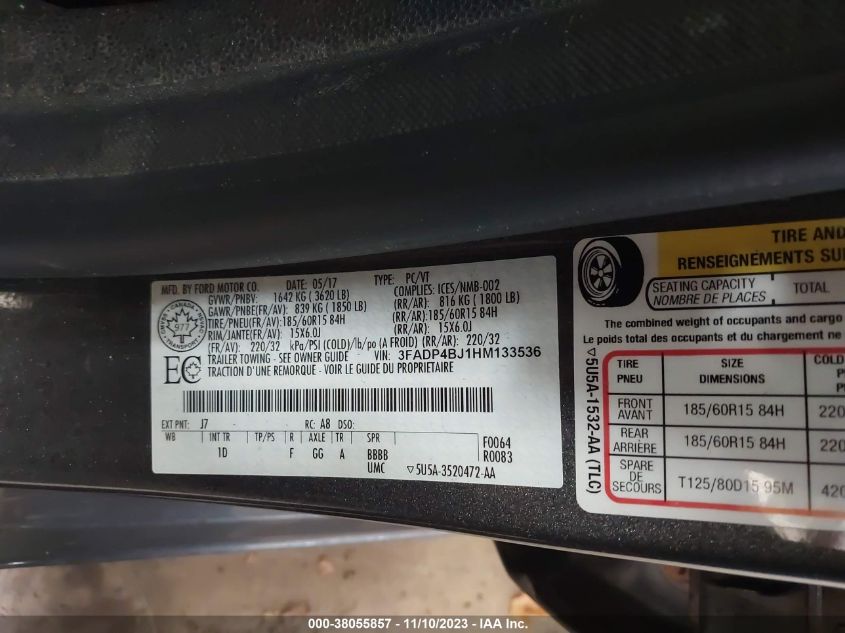 MFD. BY FORD MOTOR CO. DATE: 05/17 TYPE: PC/VT
GVWR/PNBV: 1642 KG ( 3620 LB) COMPLIES: ICES/NMB-002
GAWR/PNBE(FR/AV): 839 KG ( 1850 LB) (RR/AR): 816 KG ( 1800 LB)
TIRE/PNEU(FR/AV):185/60R15 84H (RR/AR):185/60R15 84H
RIM/JANTE(FR/AV): 15X6.0J (RR/AR): 15X6.0J
(FR/AV): 220/32 kPa/PSI (COLD)/lb/po (A FROID) (RR/AR): 220/32
TRAILER TOWING - SEE OWNER GUIDE VIN: 3FADP4BJ1HM133536
TRACTION D'UNE REMORQUE - VOIR LE GUIDE DU PROPRIETAIRE
CANADA
977
TRANSPORT
EC
EXT PNT: J7 RC: A8 DSO:
WB INT TR TP/PS R AXLE TR SPR F0064
1D F GG A BBBB R0083
UMC ▽5U5A-3520472-AA
TIRE AND
RENSEIGNEMENTS SU
SEATING CAPACITY TOTAL
NOMBRE DE PLACES
The combined weight of occupants and cargo
Le poids total des occupants et du chargement ne
▽5U5A-1532-AA (TLC)
TIRE SIZE COLD
PNEU DIMENSIONS
FRONT 185/60R15 84H 220
AVANT
REAR 185/60R15 84H 220
ARRIÈRE
SPARE T125/80D15 95M 420
DE
SECOURS
000-38055857 - 11/10/2023 - IAA Inc.